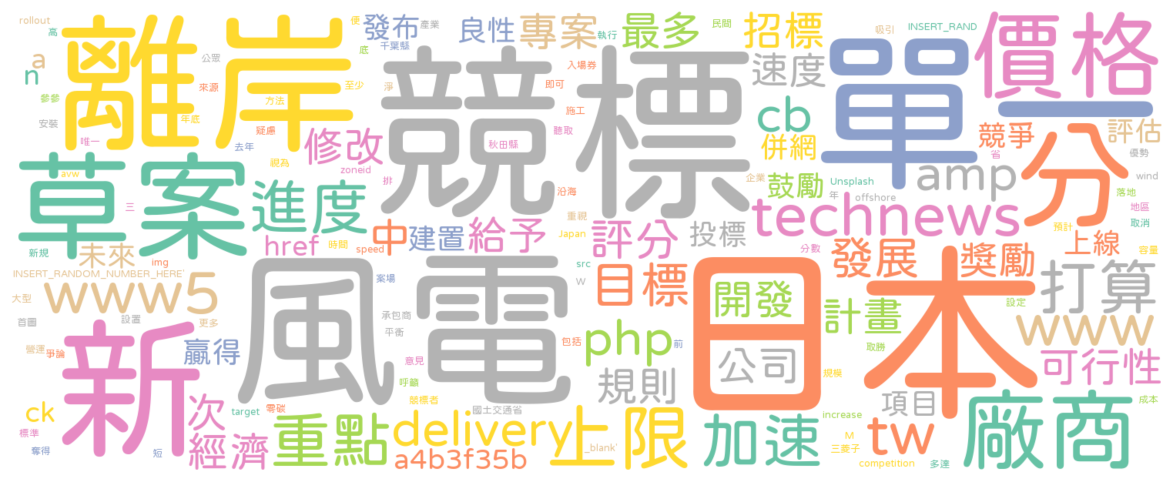 rollout
高
發布
產業
良性
專案
執行
最多
民間
招標
吸引
INSERT_RAND
價格
便
底
千葉縣
離岸
競標
單一
a
n
公眾
來源
淨
入場券
即可
速度
參參
方法
至少
施工
cb
競爭
評估
安裝
年底
疑慮
聽取
併網
省
優勢
唯一
去年
修改
秋田縣
分
草案
avw
親為
zoneid
排
沿海
企業
鼓勵
Unsplash
amp
wind
年
offshore
落地
三
進度
重視
technews
地區
取消
新規
時間
speed
中
建置
給予
Japan
評分
投標
分數
預計
上線
未來
href
img
案場
src
目標
發展
獎勵
容量
INSERT_RANDOM_NUMBER_HERE'
大型
www5
風電
W
日本
開發
打算
設定
更多
設置
承包商
平衡
計畫
www
營運
爭論
包括
php
前
取勝
新
贏得
意見
公司
規模
可行性
呼籲
規則
項目
成本
ck
次
target
零碳
競標者
國土交通省
increase
廠商
標準
經濟
重點
delivery
上限
加速
tw
奪得
短
a4b3f35b
_blank'
M
三菱子
competition
多達